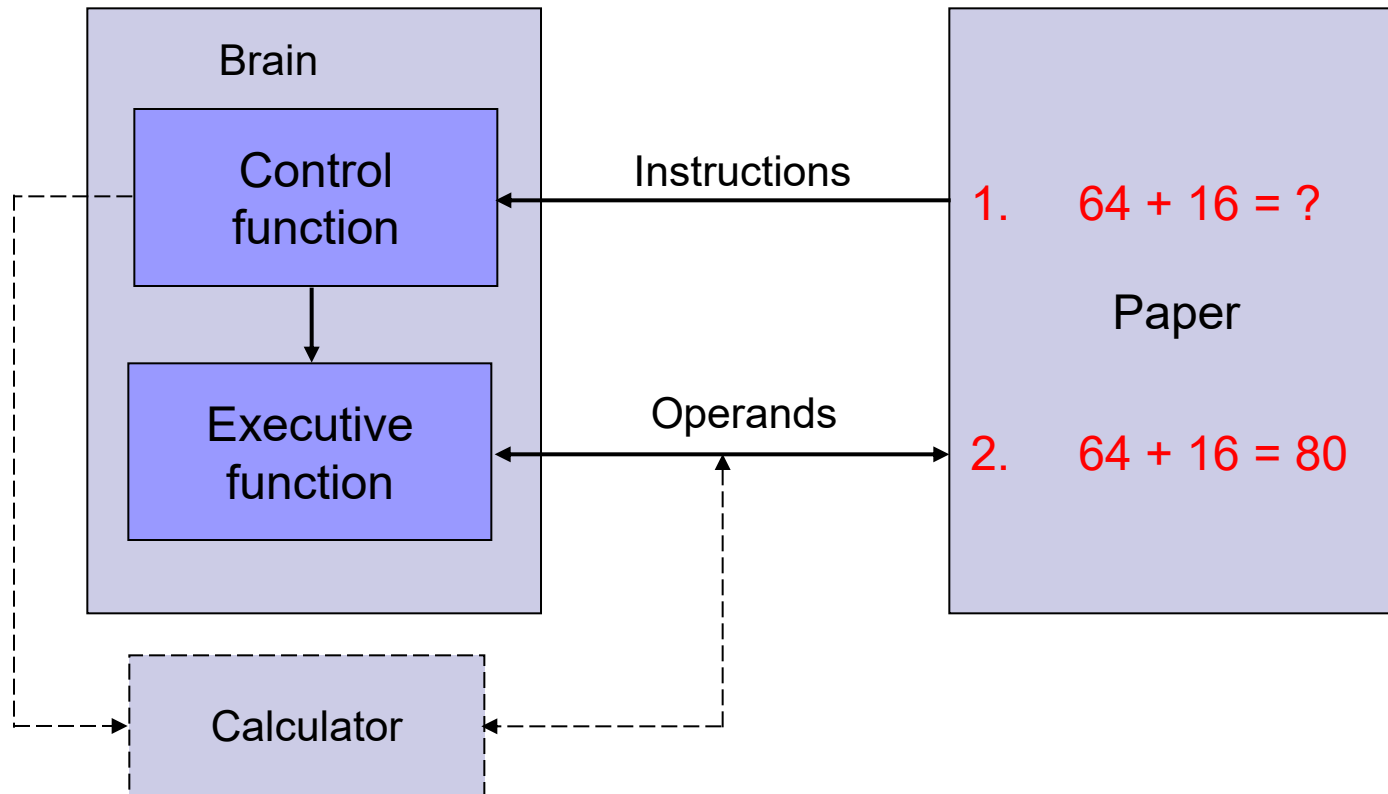 Brain
Control
function
Instructions
1. 64 + 16 = ?
Paper
Executive
function
Operands
2. 64 + 16 = 80
Calculator